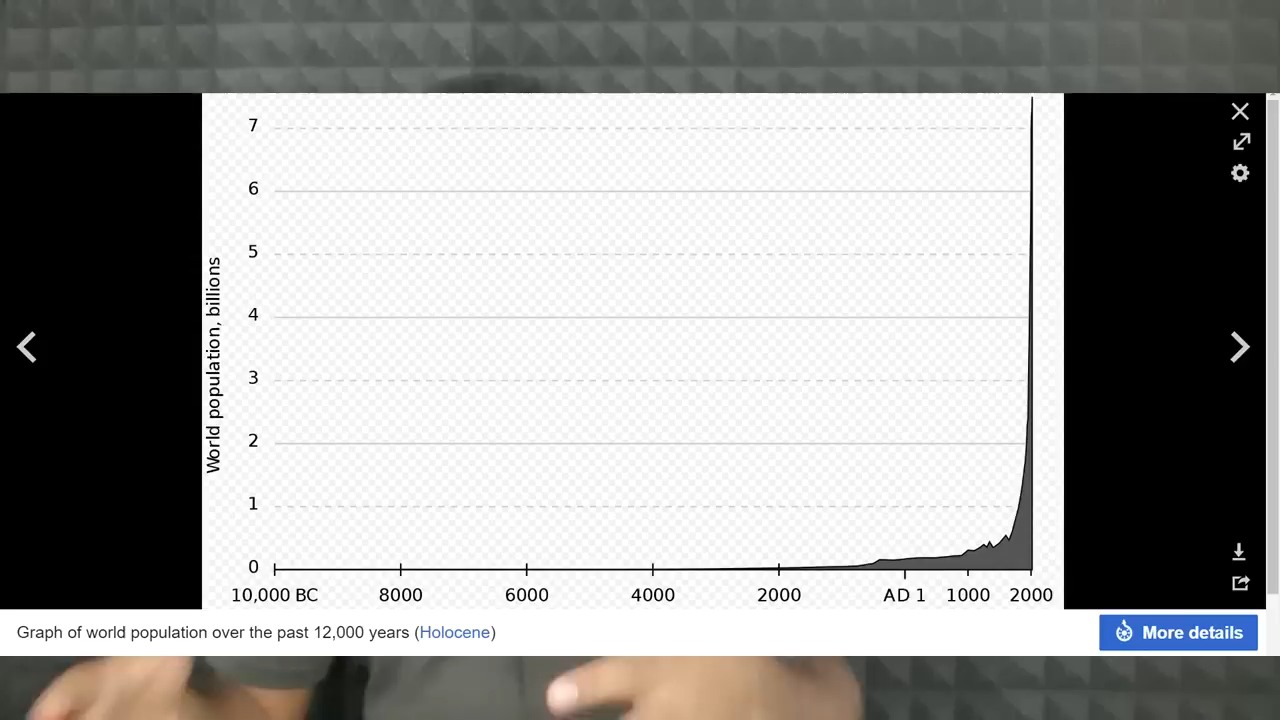 7
6
5
4
3
2
1
0
World population, billions
10,000 BC 8000 6000 4000 2000 AD 1 1000 2000
Graph of world population over the past 12,000 years (Holocene)
More details